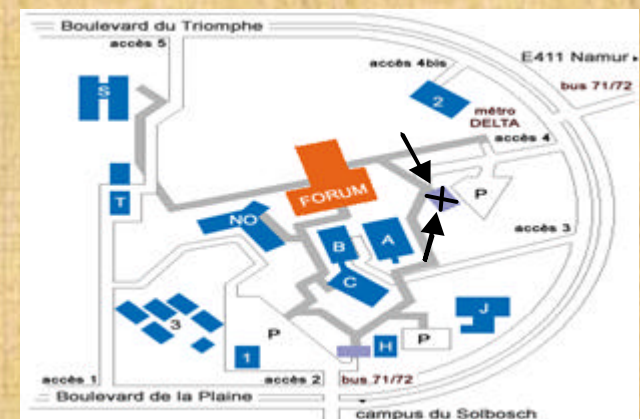 Boulevard du Triomphe
accès 5
E411 Namur
accès 4bis
bus 71/72
S
2
métro
DELTA
accès 4
FORUM
P
T
NO
accès 3
B
A
C
J
3
P
P
H
1
accès 1
accès 2
bus 71/72
Boulevard de la Plaine
campus du Solbosch